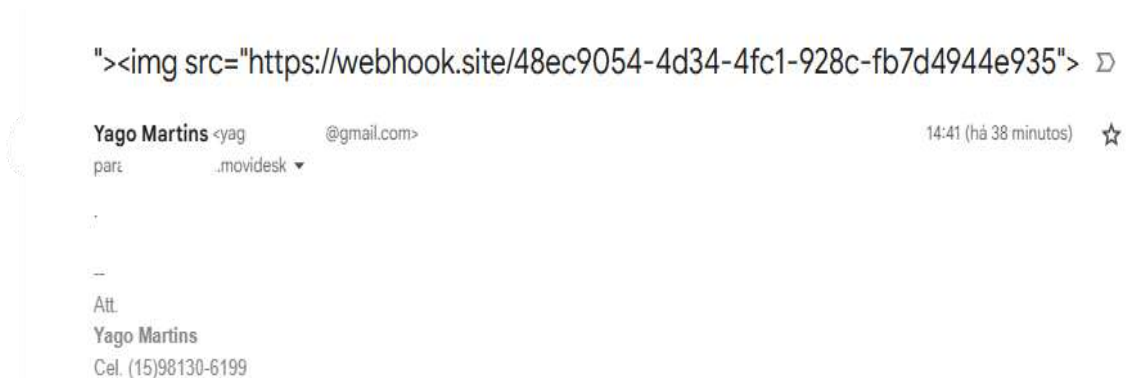 "><img src="https://webhook.site/48ec9054-4d34-4fc1-928c-fb7d4944e935">
Yago Martins <yag @gmail.com> 14:41 (há 38 minutos)
para .movidesk
.
--
Att.
Yago Martins
Cel. (15)98130-6199